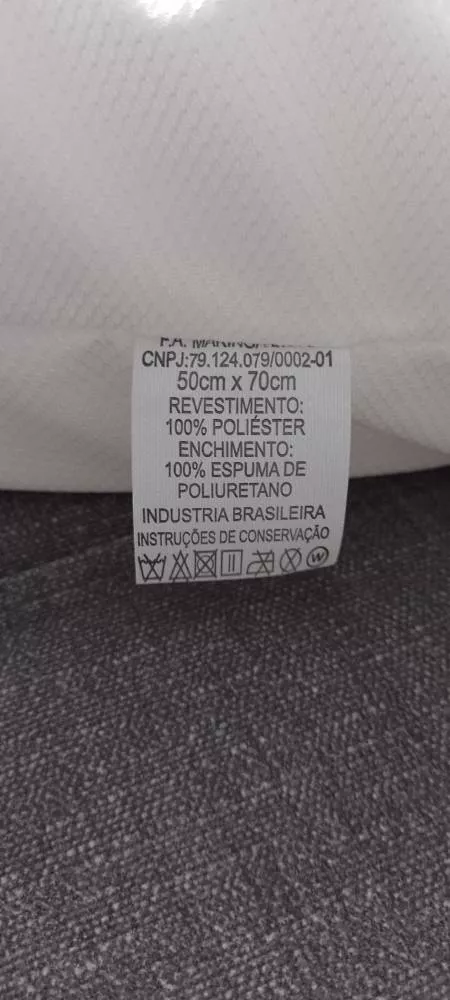 F.A. MARINGÁ
CNPJ:79.124.079/0002-01
50cm x 70cm
REVESTIMENTO:
100% POLIÉSTER
ENCHIMENTO:
100% ESPUMA DE
POLIURETANO
INDUSTRIA BRASILEIRA
INSTRUÇÕES DE CONSERVAÇÃO
W